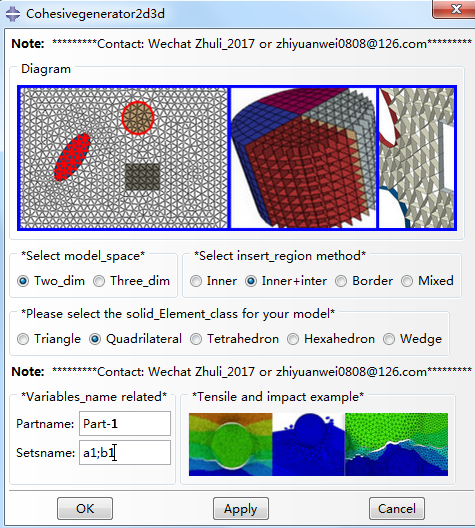 Cohesivegenerator2d3d
Note: *********Contact: Wechat Zhuli_2017 or zhiyuanwei0808@126.com*********
Diagram
*Select model_space* *Select insert_region method*
Two_dim Three_dim Inner Inner+inter Border Mixed
*Please select the solid_Element_class for your model*
Triangle Quadrilateral Tetrahedron Hexahedron Wedge
Note: *********Contact: Wechat Zhuli_2017 or zhiyuanwei0808@126.com*********
*Variables_name related* *Tensile and impact example*
Partname: Part-1
Setsname: a1;b1
OK Apply Cancel